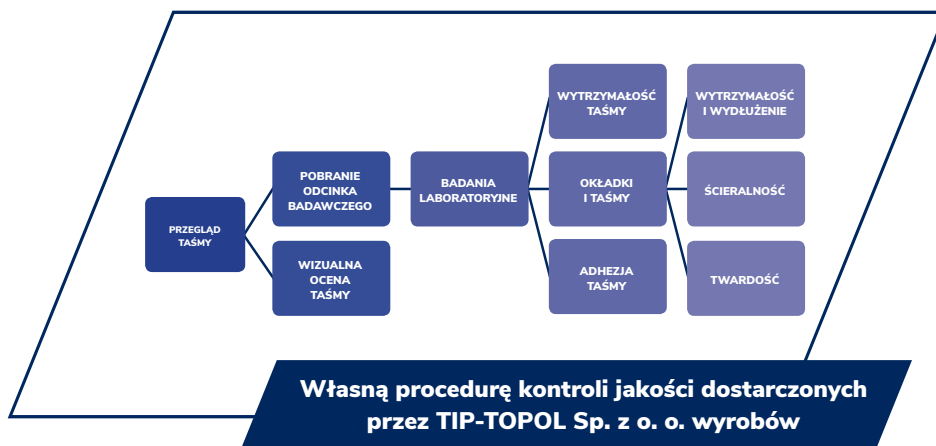 PRZEGLĄD
TAŚMY
POBRANIE
ODCINKA
BADAWCZEGO
WIZUALNA
OCENA
TAŚMY
BADANIA
LABORATORYJNE
WYTRZYMAŁOŚĆ
TAŚMY
OKŁADKI
I TAŚMY
ADHEZJA
TAŚMY
WYTRZYMAŁOŚĆ
I WYDŁUŻENIE
ŚCIERALNOŚĆ
TWARDOŚĆ
Własną procedurę kontroli jakości dostarczonych
przez TIP-TOPOL Sp. z o. o. wyrobów